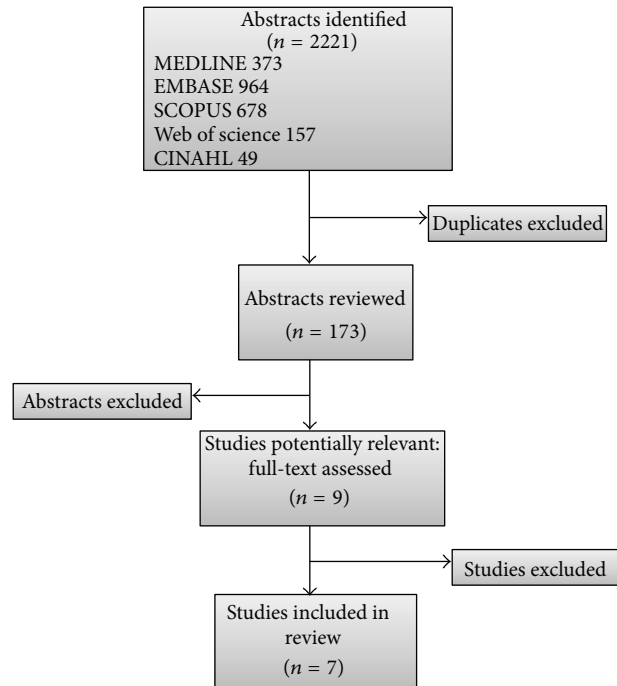 Abstracts identified
(n = 2221)
MEDLINE 373
EMBASE 964
SCOPUS 678
Web of science 157
CINAHL 49
Duplicates excluded
Abstracts reviewed
(n = 173)
Abstracts excluded
Studies potentially relevant:
full-text assessed
(n = 9)
Studies excluded
Studies included in
review
(n = 7)